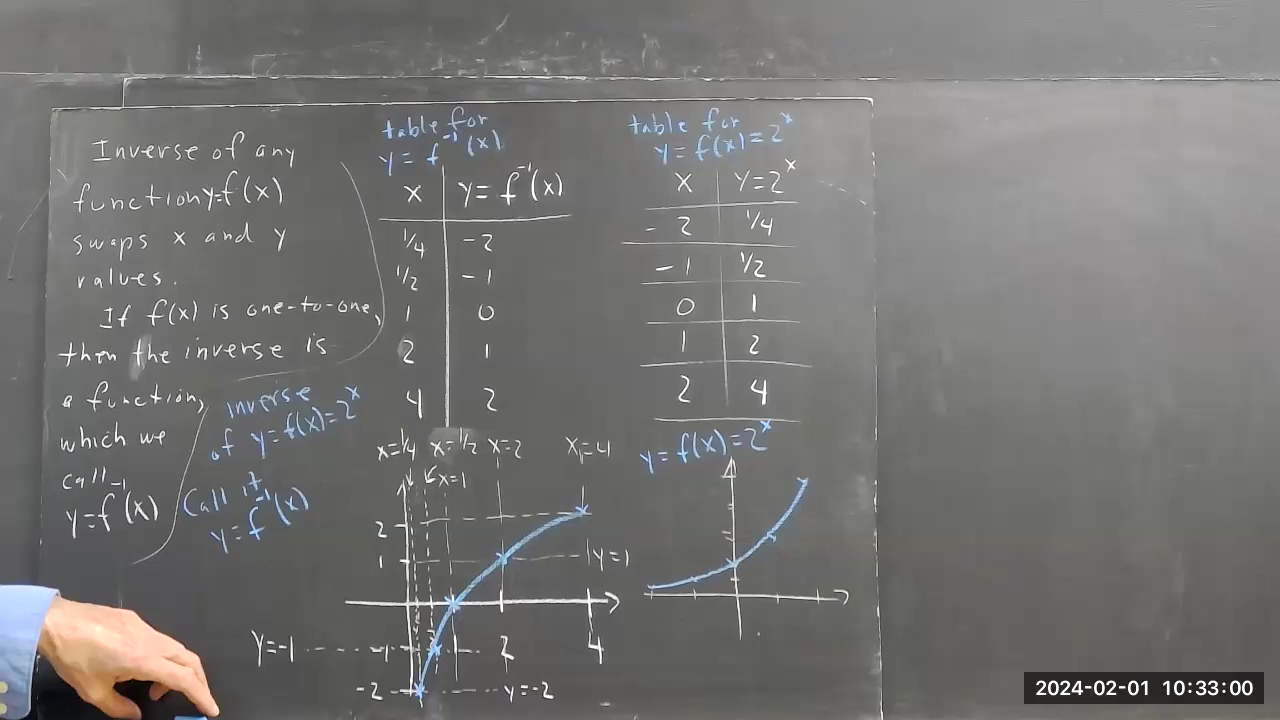 Inverse of any
function y=f(x)
swaps x and y
values.
If f(x) is one-to-one,
then the inverse is
a function,
which we
call
y=f⁻¹(x)
inverse
of y=f(x)=2ˣ
Call it
y=f⁻¹(x)
table for
y=f⁻¹(x)
x | y=f⁻¹(x)
1/4 | -2
1/2 | -1
1 | 0
2 | 1
4 | 2
x=1/4 x=1/2 x=2 x=4
x=1
2
1
y=1
y=-1 -1 2 4
-2 y=-2
table for
y=f(x)=2ˣ
x | y=2ˣ
-2 | 1/4
-1 | 1/2
0 | 1
1 | 2
2 | 4
y=f(x)=2ˣ
2024-02-01 10:33:00